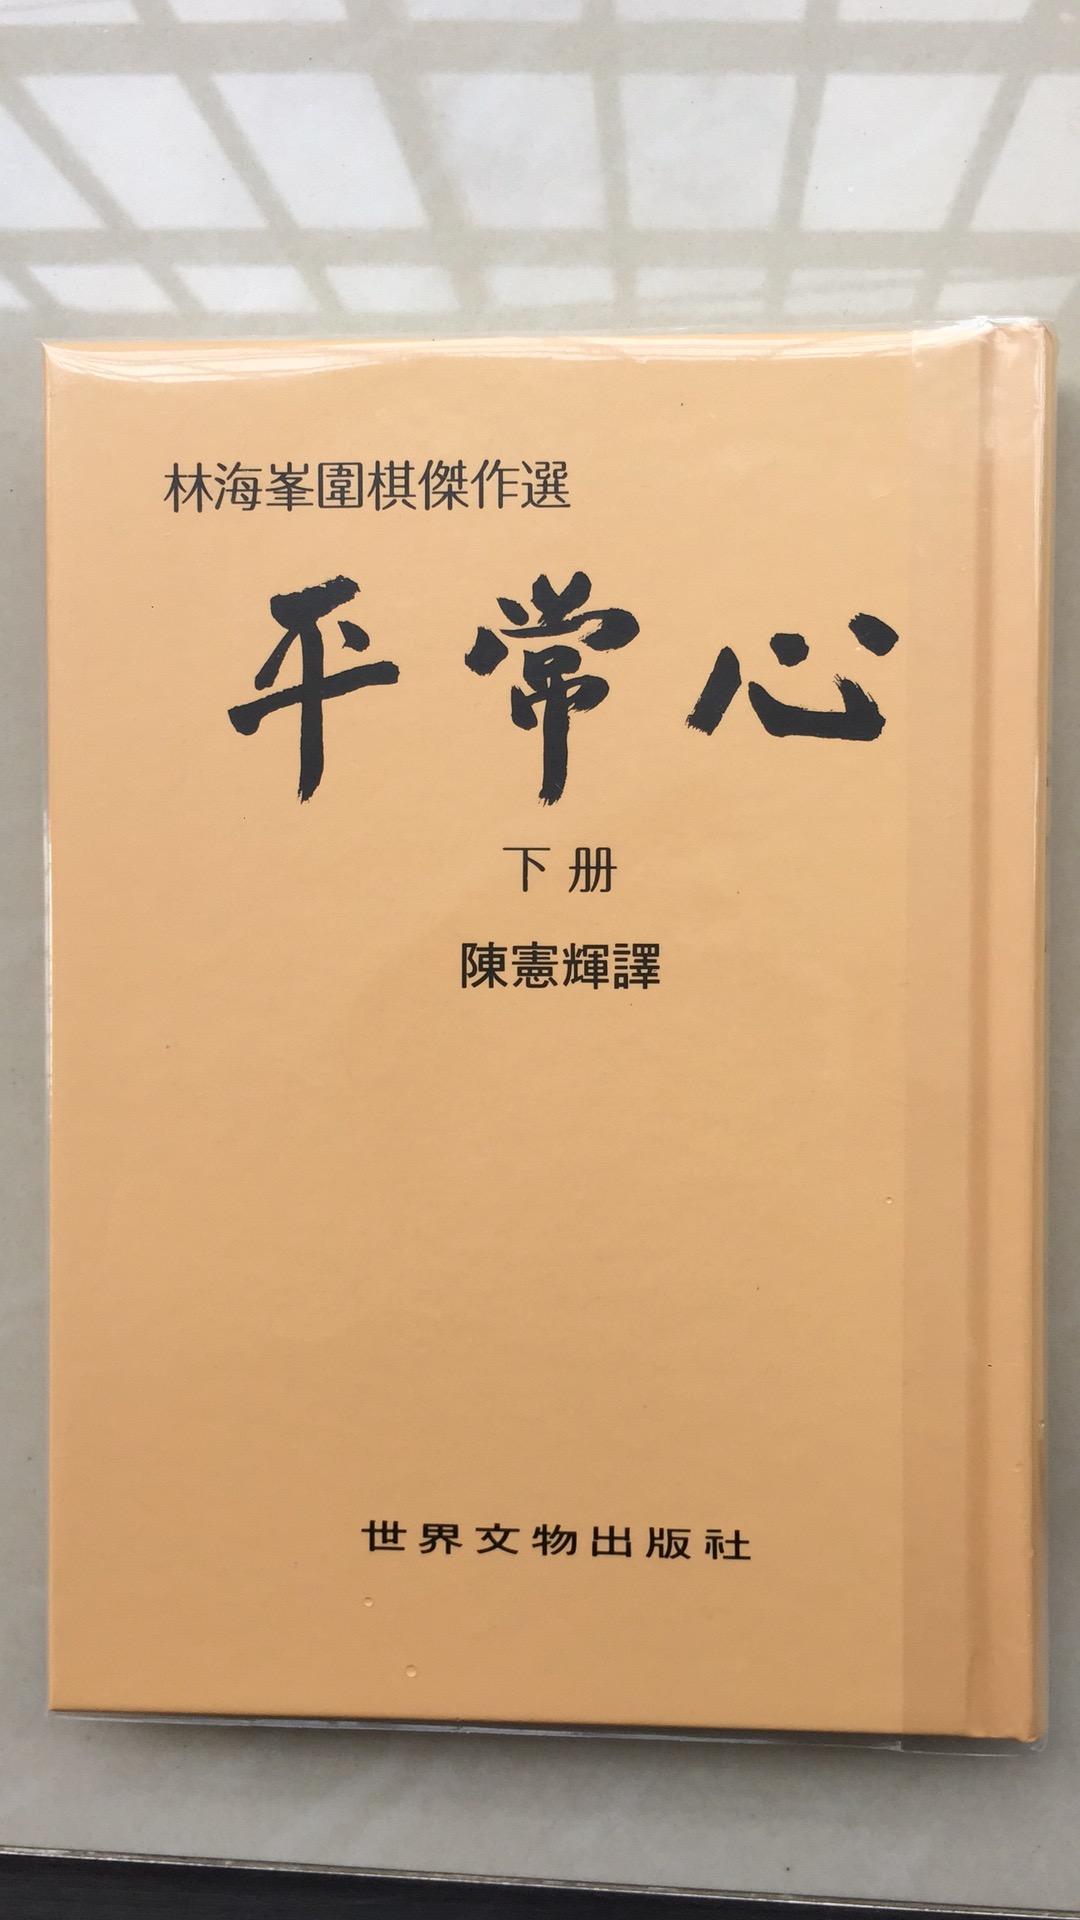 林海峯圍棋傑作選
平常心
下册
陳憲輝譯
世界文物出版社